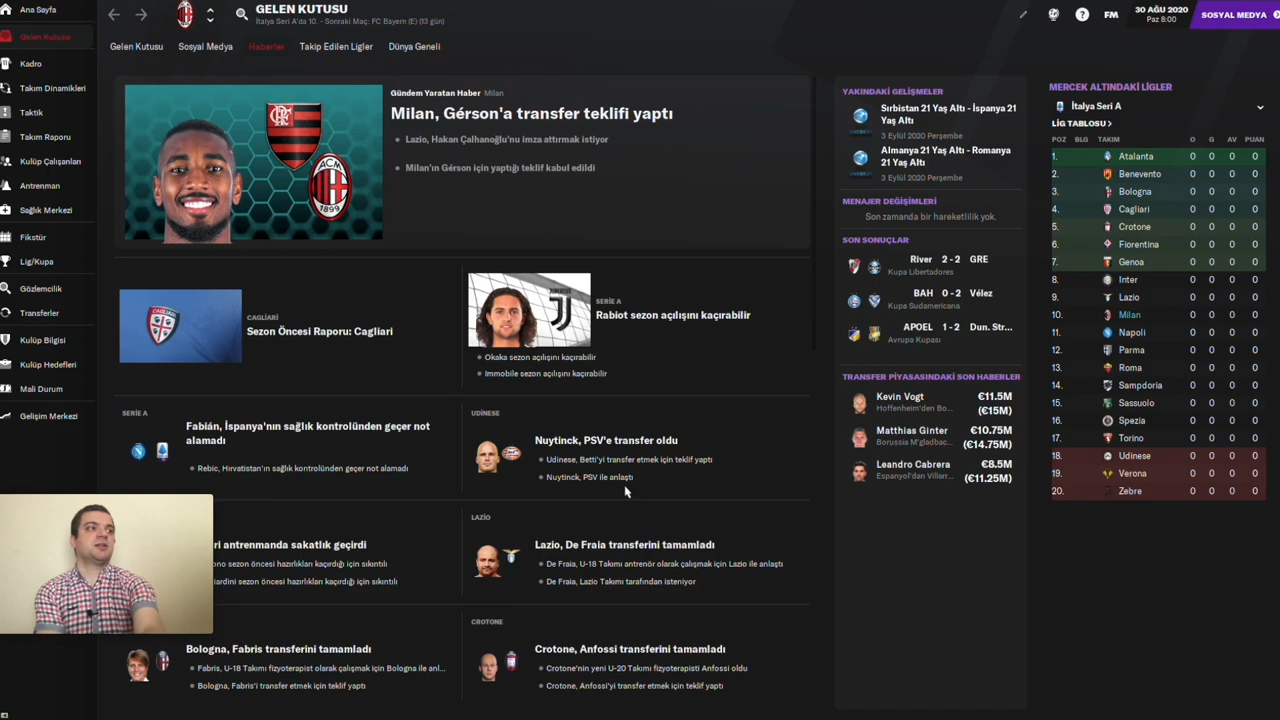 Ana Sayfa
Gelen Kutusu
Kadro
Takım Dinamikleri
Taktik
Takım Raporu
Kulüp Çalışanları
Antrenman
Sağlık Merkezi
Fikstür
Lig/Kupa
Gözlemcilik
Transferler
Kulüp Bilgisi
Kulüp Hedefleri
Mali Durum
Gelişim Merkezi
GELEN KUTUSU
İtalya Seri A'da 10. - Sonraki Maç: FC Bayern (E) (13 gün)
FM
30 AĞU 2020
Paz 8:00
SOSYAL MEDYA
Gelen Kutusu
Sosyal Medya
Haberler
Takip Edilen Ligler
Dünya Geneli
Gündem Yaratan Haber Milan
Milan, Gérson'a transfer teklifi yaptı
Lazio, Hakan Çalhanoğlu'nu imza attırmak istiyor
Milan'ın Gérson için yaptığı teklif kabul edildi
ACM
1899
CAGLIARI
Sezon Öncesi Raporu: Cagliari
SERİE A
Rabiot sezon açılışını kaçırabilir
Okaka sezon açılışını kaçırabilir
Immobile sezon açılışını kaçırabilir
SERİE A
Fabián, İspanya'nın sağlık kontrolünden geçer not
alamadı
Rebic, Hırvatistan'ın sağlık kontrolünden geçer not alamadı
UDİNESE
Nuytinck, PSV'e transfer oldu
Udinese, Betti'yi transfer etmek için teklif yaptı
Nuytinck, PSV ile anlaştı
ri antrenmanda sakatlık geçirdi
ono sezon öncesi hazırlıkları kaçırdığı için sıkıntılı
iardini sezon öncesi hazırlıkları kaçırdığı için sıkıntılı
LAZİO
Lazio, De Fraia transferini tamamladı
De Fraia, U-18 Takımı antrenör olarak çalışmak için Lazio ile anlaştı
De Fraia, Lazio Takımı tarafından isteniyor
Bologna, Fabris transferini tamamladı
Fabris, U-18 Takımı fizyoterapist olarak çalışmak için Bologna ile anl...
Bologna, Fabris'i transfer etmek için teklif yaptı
CROTONE
Crotone, Anfossi transferini tamamladı
Crotone'nin yeni U-20 Takımı fizyoterapisti Anfossi oldu
Crotone, Anfossi'yi transfer etmek için teklif yaptı
YAKINDAKİ GELİŞMELER
Sırbistan 21 Yaş Altı - İspanya 21
Yaş Altı
3 Eylül 2020 Perşembe
Almanya 21 Yaş Altı - Romanya
21 Yaş Altı
3 Eylül 2020 Perşembe
MENAJER DEĞİŞİMLERİ
Son zamanda bir hareketlilik yok.
SON SONUÇLAR
River 2 - 2 GRE
Kupa Libertadores
BAH 0 - 2 Vélez
Kupa Sudamericana
APOEL 1 - 2 Dun. Str...
Avrupa Kupası
TRANSFER PİYASASINDAKİ SON HABERLER
Kevin Vogt €11.5M
Hoffenheim'den Bo... (€15M)
Matthias Ginter €10.75M
Borussia M'gladbac... (€14.75M)
Leandro Cabrera €8.5M
Espanyol'dan Villarr... (€11.25M)
MERCEK ALTINDAKİ LİGLER
İtalya Seri A
LİG TABLOSU >
POZ BLG TAKIM O G AV PUAN
1. Atalanta 0 0 0 0
2. Benevento 0 0 0 0
3. Bologna 0 0 0 0
4. Cagliari 0 0 0 0
5. Crotone 0 0 0 0
6. Fiorentina 0 0 0 0
7. Genoa 0 0 0 0
8. Inter 0 0 0 0
9. Lazio 0 0 0 0
10. Milan 0 0 0 0
11. Napoli 0 0 0 0
12. Parma 0 0 0 0
13. Roma 0 0 0 0
14. Sampdoria 0 0 0 0
15. Sassuolo 0 0 0 0
16. Spezia 0 0 0 0
17. Torino 0 0 0 0
18. Udinese 0 0 0 0
19. Verona 0 0 0 0
20. Zebre 0 0 0 0